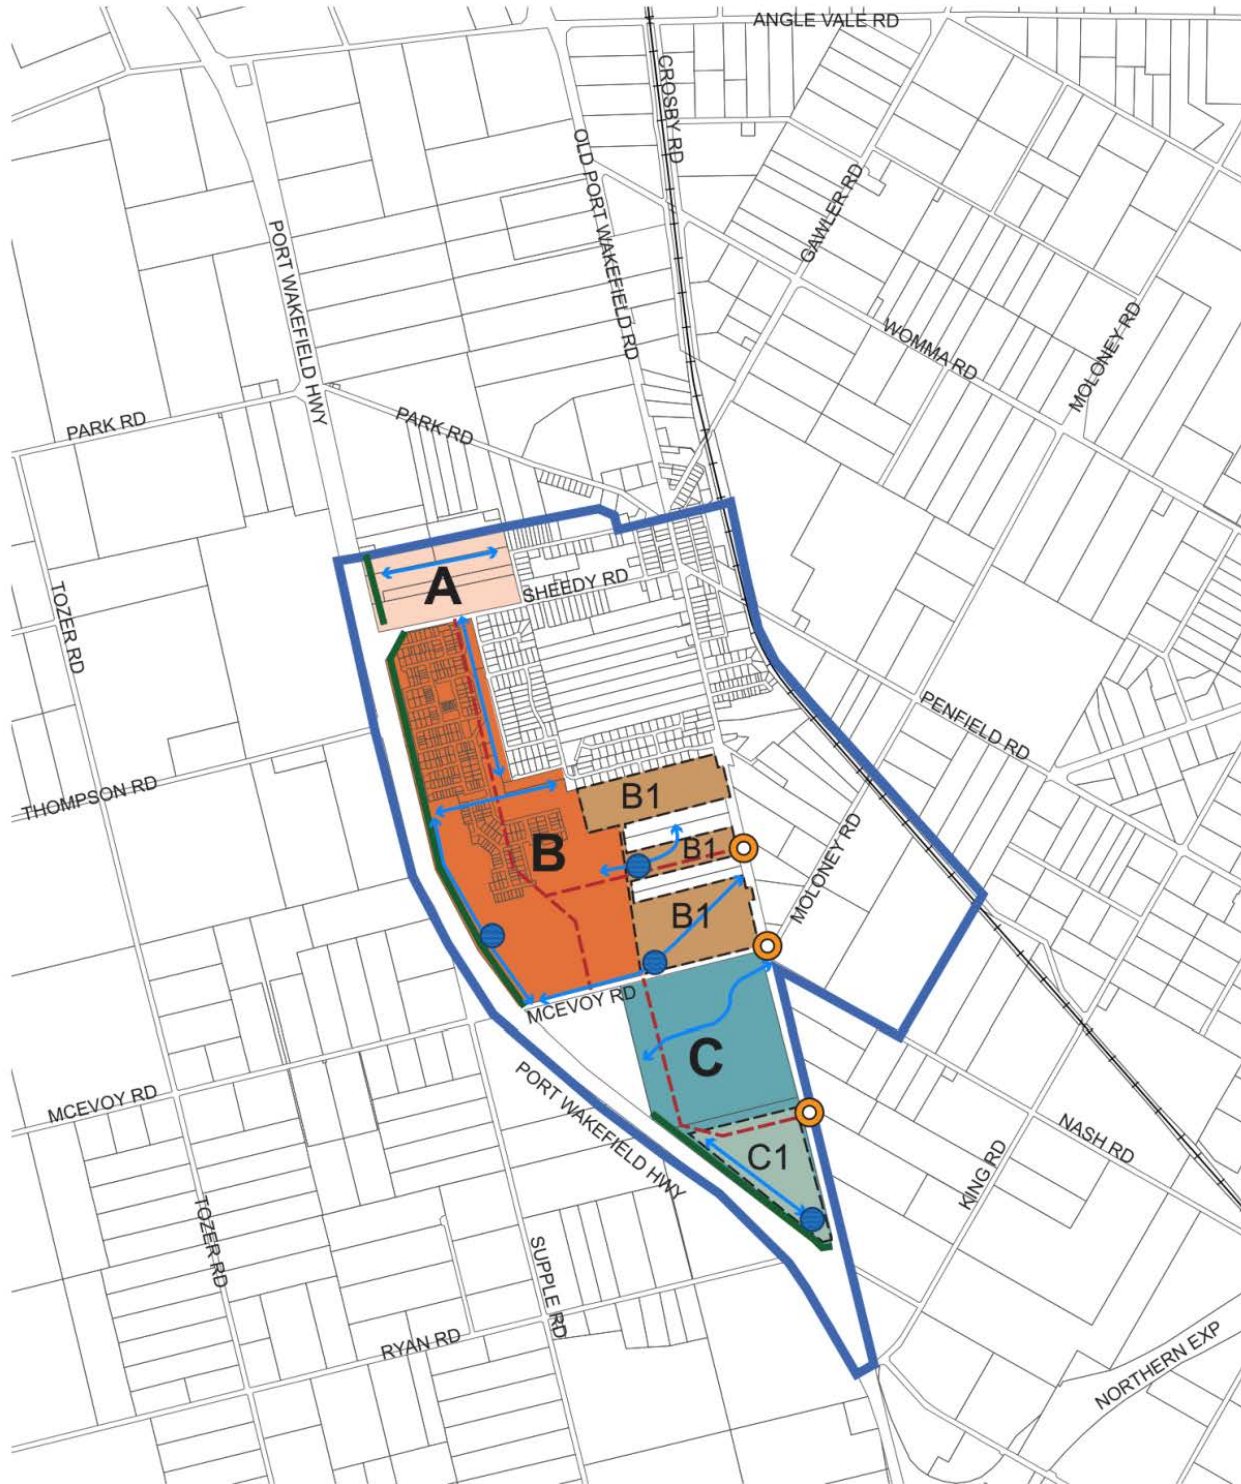 ANGLE VALE RD
CROSBY RD
OLD PORT WAKEFIELD RD
GAWLER RD
PORT WAKEFIELD HWY
WOMMA RD
MOLONEY RD
PARK RD
PARK RD
A
SHEEDY RD
TOZER RD
PENFIELD RD
THOMPSON RD
B1
B
B1
MOLONEY RD
B1
MCEVOY RD
C
MCEVOY RD
PORT WAKEFIELD HWY
NASH RD
C1
KING RD
TOZER RD
SUPPLE RD
RYAN RD
NORTHERN EXP